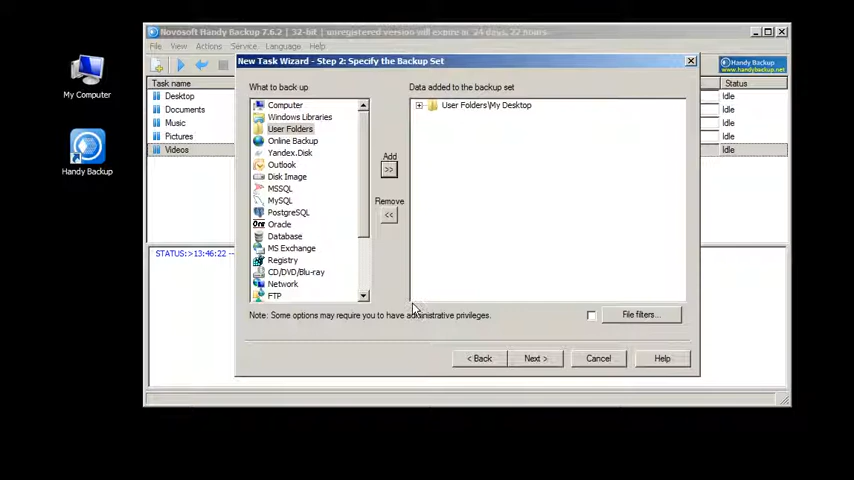 Novosoft Handy Backup 7.6.2 | 32-bit | unregistered version will expire in 24 days, 22 hours
File View Actions Service Language Help
My Computer
Handy Backup
Handy Backup
www.handybackup.net
Task name
Status
Desktop
Idle
Documents
Idle
Music
Idle
Pictures
Idle
Videos
Idle
STATUS:>13:46:22 --
New Task Wizard - Step 2: Specify the Backup Set
What to back up
Data added to the backup set
Computer
Windows Libraries
User Folders
Online Backup
Yandex.Disk
Outlook
Disk Image
MSSQL
MySQL
PostgreSQL
Oracle
Database
MS Exchange
Registry
CD/DVD/Blu-ray
Network
FTP
Add
>>
Remove
<<
User Folders\My Desktop
Note: Some options may require you to have administrative privileges.
File filters...
< Back
Next >
Cancel
Help